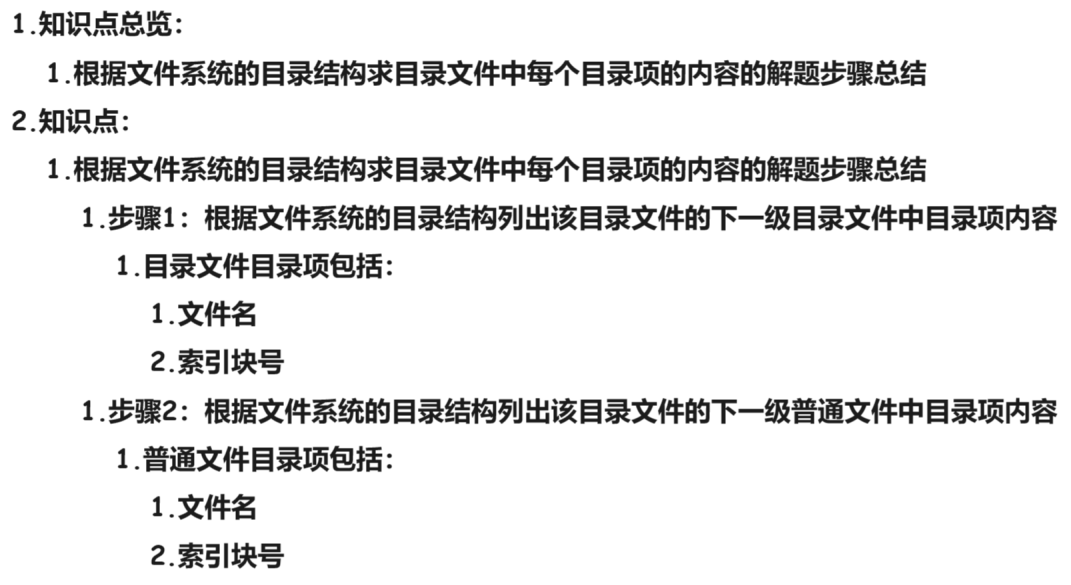 1.知识点总览：
1.根据文件系统的目录结构求目录文件中每个目录项的内容的解题步骤总结
2.知识点：
1.根据文件系统的目录结构求目录文件中每个目录项的内容的解题步骤总结
1.步骤1：根据文件系统的目录结构列出该目录文件的下一级目录文件中目录项内容
1.目录文件目录项包括：
1.文件名
2.索引块号
1.步骤2：根据文件系统的目录结构列出该目录文件的下一级普通文件中目录项内容
1.普通文件目录项包括：
1.文件名
2.索引块号